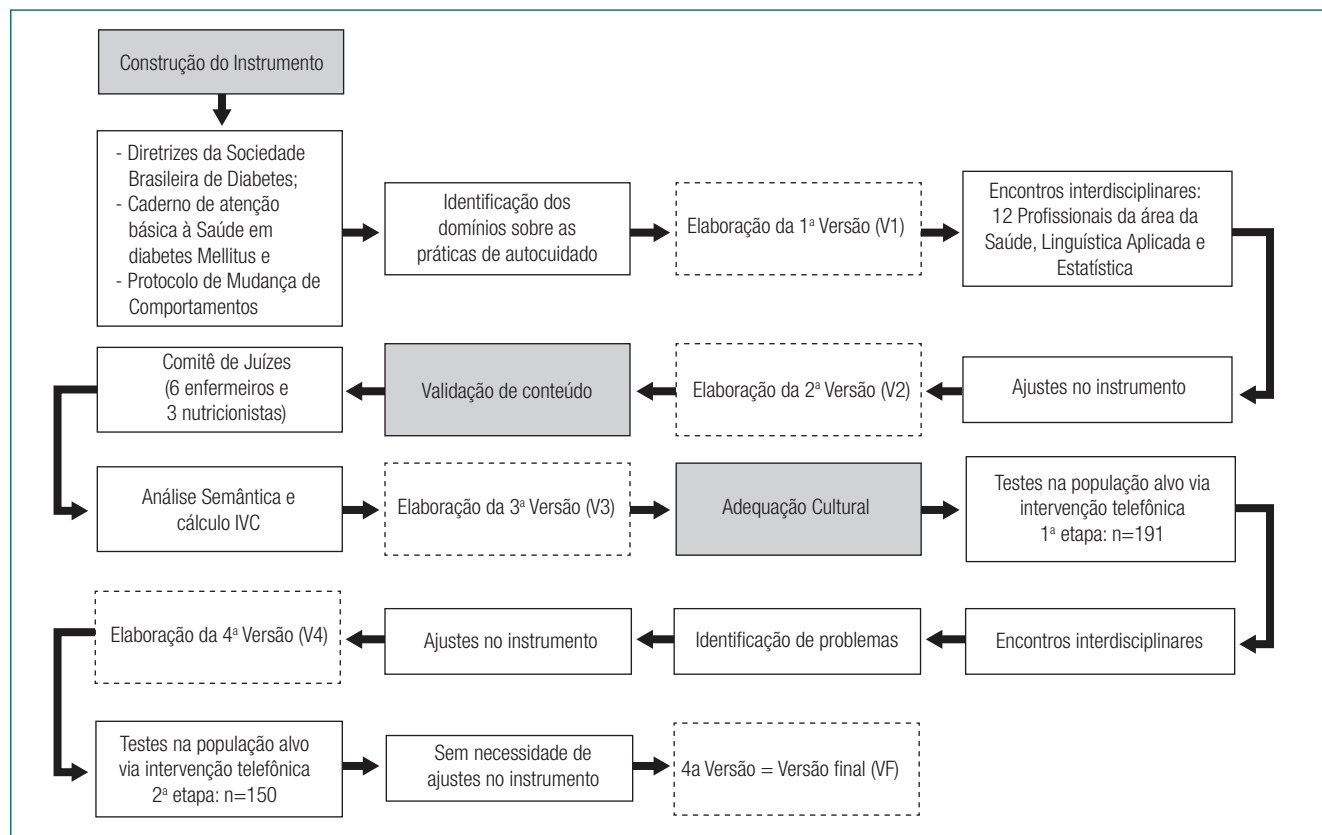 Construção do Instrumento
- Diretrizes da Sociedade
Brasileira de Diabetes;
- Caderno de atenção
básica à Saúde em
diabetes Mellitus e
- Protocolo de Mudança de
Comportamentos
Identificação dos
domínios sobre as
práticas de autocuidado
Elaboração da 1ª Versão (V1)
Encontros interdisciplinares:
12 Profissionais da área da
Saúde, Linguística Aplicada e
Estatística
Ajustes no instrumento
Elaboração da 2ª Versão (V2)
Validação de conteúdo
Comitê de Juízes
(6 enfermeiros e
3 nutricionistas)
Análise Semântica e
cálculo IVC
Elaboração da 3ª Versão (V3)
Adequação Cultural
Testes na população alvo via
intervenção telefônica
1ª etapa: n=191
Encontros interdisciplinares
Identificação de problemas
Ajustes no instrumento
Elaboração da 4ª Versão (V4)
Testes na população alvo
via intervenção telefônica
2ª etapa: n=150
Sem necessidade de
ajustes no instrumento
4a Versão = Versão final (VF)